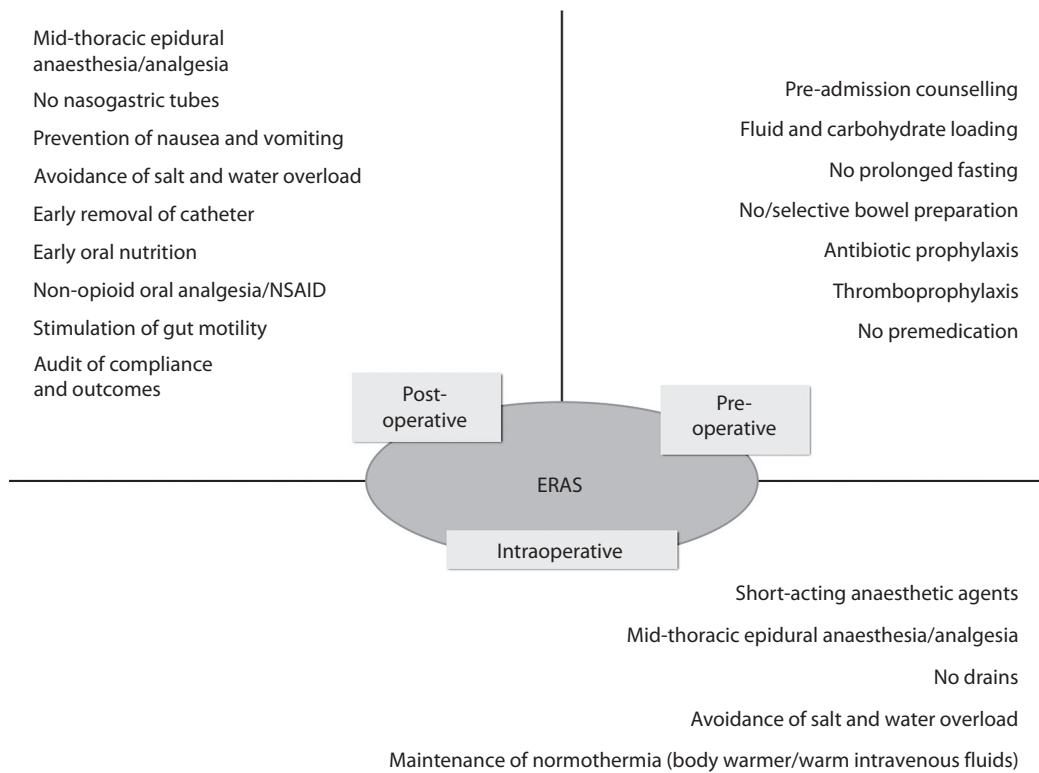 Mid-thoracic epidural
anaesthesia/analgesia
No nasogastric tubes
Prevention of nausea and vomiting
Avoidance of salt and water overload
Early removal of catheter
Early oral nutrition
Non-opioid oral analgesia/NSAID
Stimulation of gut motility
Audit of compliance
and outcomes
Pre-admission counselling
Fluid and carbohydrate loading
No prolonged fasting
No/selective bowel preparation
Antibiotic prophylaxis
Thromboprophylaxis
No premedication
Post-
operative
Pre-
operative
ERAS
Intraoperative
Short-acting anaesthetic agents
Mid-thoracic epidural anaesthesia/analgesia
No drains
Avoidance of salt and water overload
Maintenance of normothermia (body warmer/warm intravenous fluids)